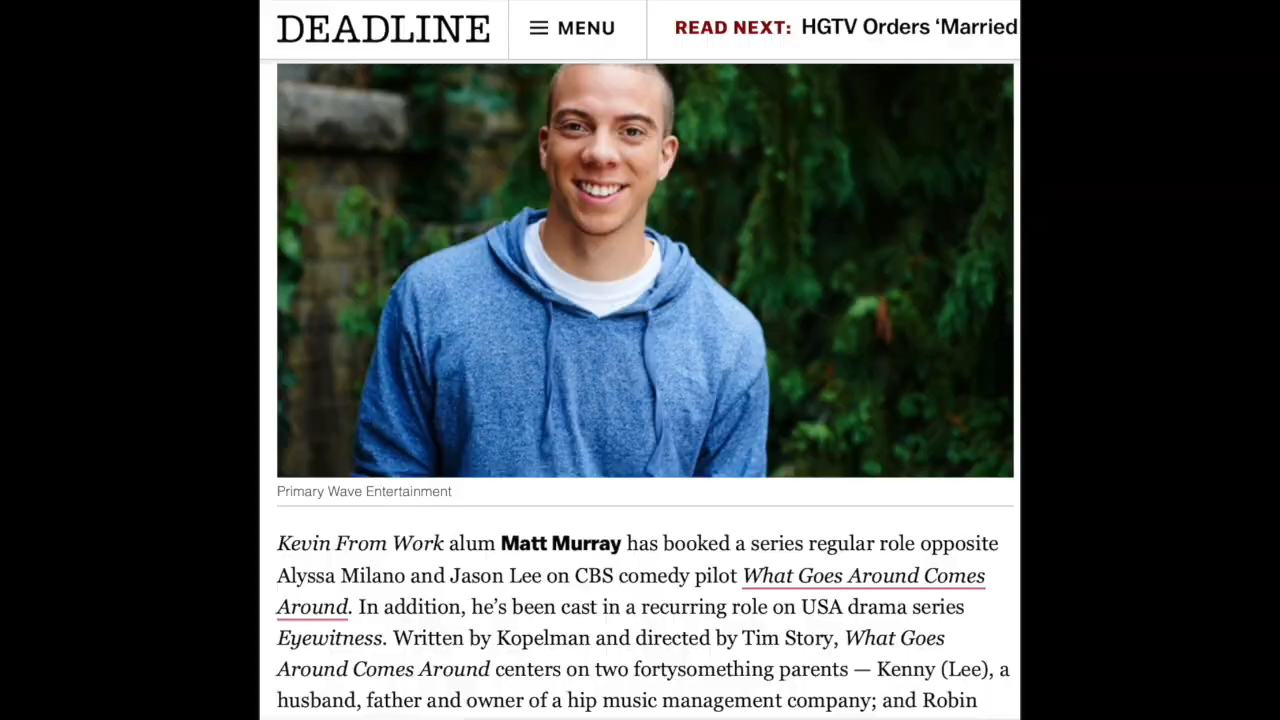 DEADLINE
MENU
READ NEXT: HGTV Orders ‘Married
Primary Wave Entertainment
Kevin From Work alum Matt Murray has booked a series regular role opposite
Alyssa Milano and Jason Lee on CBS comedy pilot What Goes Around Comes
Around. In addition, he’s been cast in a recurring role on USA drama series
Eyewitness. Written by Kopelman and directed by Tim Story, What Goes
Around Comes Around centers on two fortysomething parents — Kenny (Lee), a
husband, father and owner of a hip music management company; and Robin